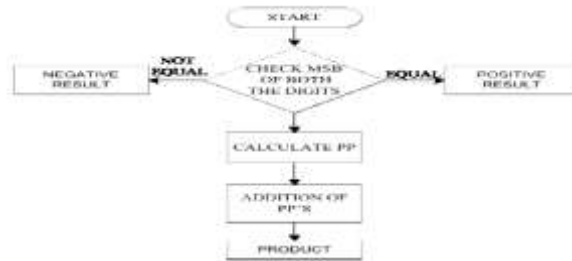 START
CHECK MSB
OF BOTH
THE DIGITS
NOT
EQUAL
NEGATIVE
RESULT
EQUAL
POSITIVE
RESULT
CALCULATE PP
ADDITION OF
PP'S
PRODUCT